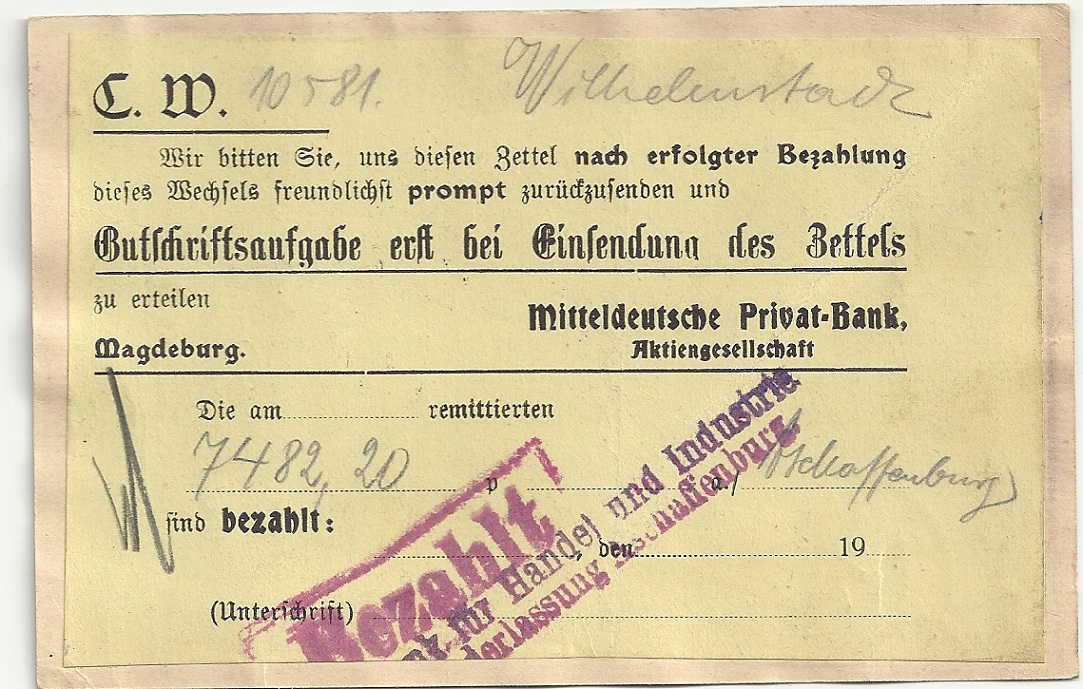 C. W. 10581. Wilhelmstadt
Wir bitten Sie, uns diesen Zettel nach erfolgter Bezahlung
dieses Wechsels freundlichst prompt zurückzusenden und
Gutschriftsaufgabe erst bei Einsendung des Zettels
zu erteilen
Mitteldeutsche Privat-Bank,
Magdeburg. Aktiengesellschaft
Die am remittierten
7482,20 p a./ Aschaffenburg
sind bezahlt:
, den 19
(Unterschrift)
Bezahlt
für Handel und Industrie
Aschaffenburg